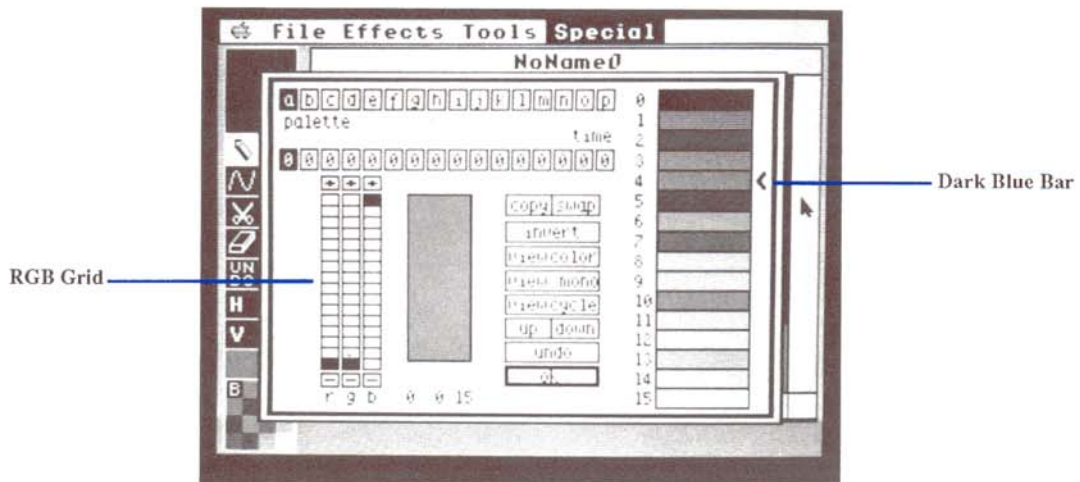 File Effects Tools Special
NoName0
a b c d e f g h i j k l m n o p
palette
time
0 0 0 0 0 0 0 0 0 0 0 0 0 0 0 0
+ + +
copy swap
invert
view color
view mono
view cycle
up down
undo
ok
- - -
r g b 0 0 15
UN
DO
H
V
B
0
1
2
3
4
5
6
7
8
9
10
11
12
13
14
15
<
Dark Blue Bar
RGB Grid